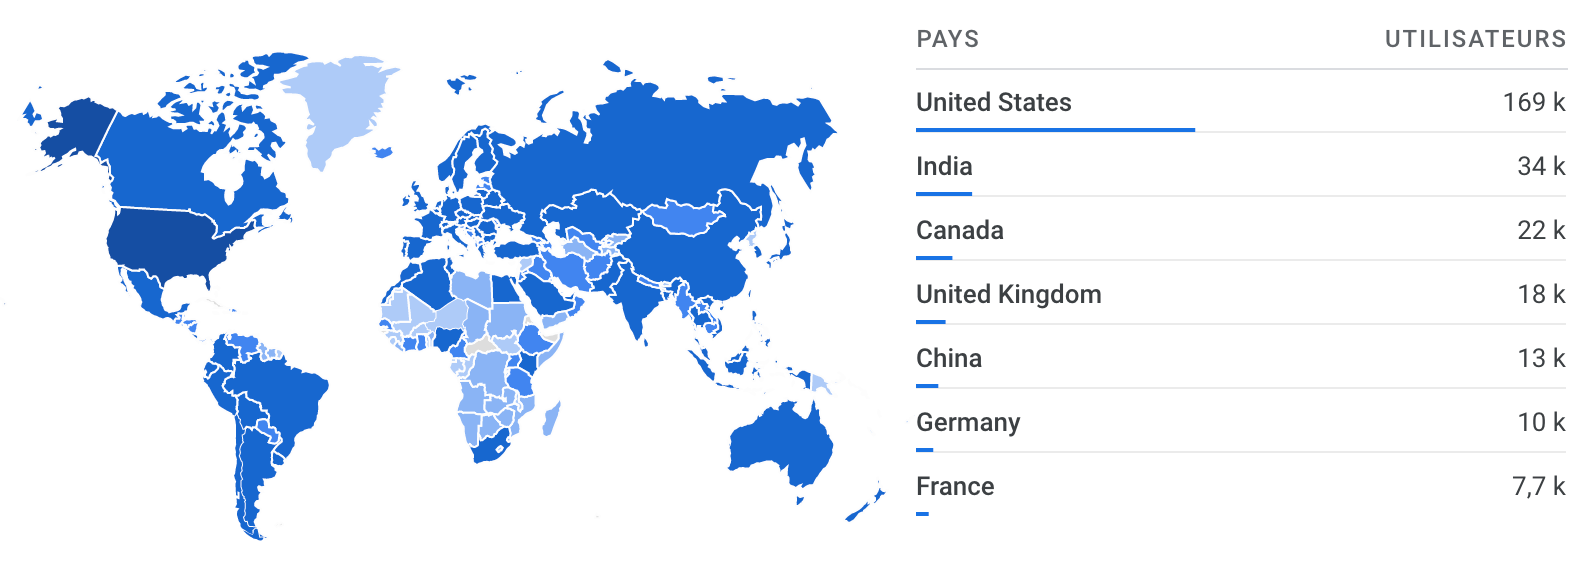 PAYS UTILISATEURS
United States 169 k
India 34 k
Canada 22 k
United Kingdom 18 k
China 13 k
Germany 10 k
France 7,7 k